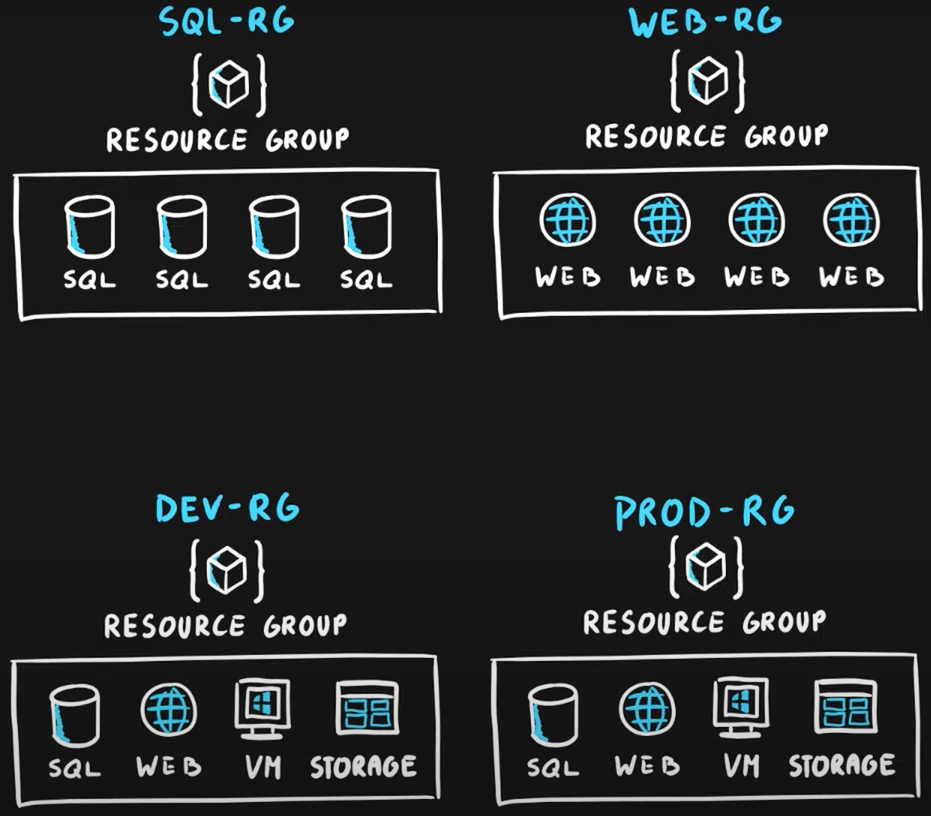 SQL-RG
RESOURCE GROUP
SQL SQL SQL SQL
WEB-RG
RESOURCE GROUP
WEB WEB WEB WEB
DEV-RG
RESOURCE GROUP
SQL WEB VM STORAGE
PROD-RG
RESOURCE GROUP
SQL WEB VM STORAGE